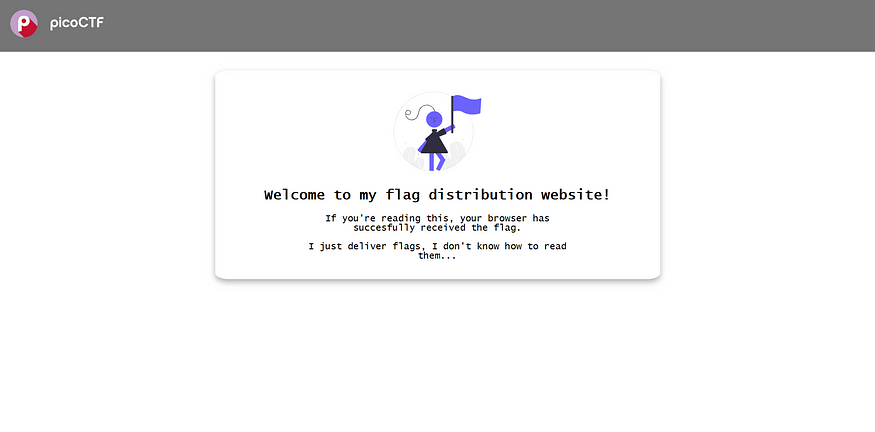 picoCTF
Welcome to my flag distribution website!
If you're reading this, your browser has
succesfully received the flag.
I just deliver flags, I don't know how to read
them...